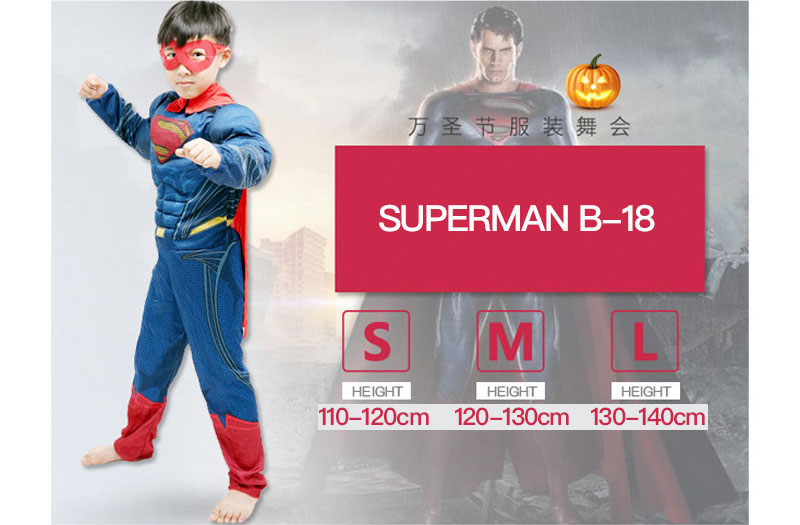 万圣节服装舞会
SUPERMAN B-18
S M L
HEIGHT HEIGHT HEIGHT
110-120cm 120-130cm 130-140cm